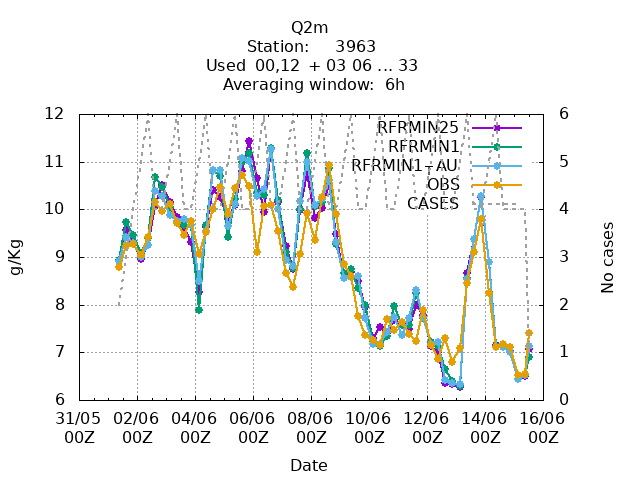 Q2m
Station: 3963
Used 00,12 + 03 06 ... 33
Averaging window: 6h
12
11
10
9
8
7
6
6
5
4
3
2
1
0
g/Kg
No cases
RFRMIN25
RFRMIN1
RFRMIN1-AU
OBS
CASES
31/05 02/06 04/06 06/06 08/06 10/06 12/06 14/06 16/06
00Z 00Z 00Z 00Z 00Z 00Z 00Z 00Z 00Z
Date